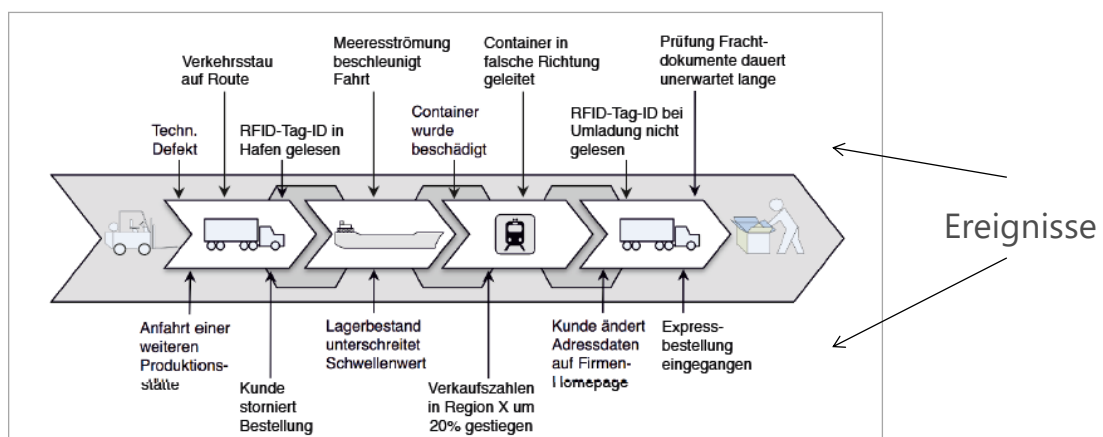 Verkehrsstau
auf Route
Meeresströmung
beschleunigt
Fahrt
Container in
falsche Richtung
geleitet
Prüfung Fracht-
dokumente dauert
unerwartet lange
Techn.
Defekt
RFID-Tag-ID in
Hafen gelesen
Container
wurde
beschädigt
RFID-Tag-ID bei
Umladung nicht
gelesen
Ereignisse
Anfahrt einer
weiteren
Produktions-
stätte
Kunde
storniert
Bestellung
Lagerbestand
unterschreitet
Schwellenwert
Verkaufszahlen
in Region X um
20% gestiegen
Kunde ändert
Adressdaten
auf Firmen-
Homepage
Express-
bestellung
eingegangen